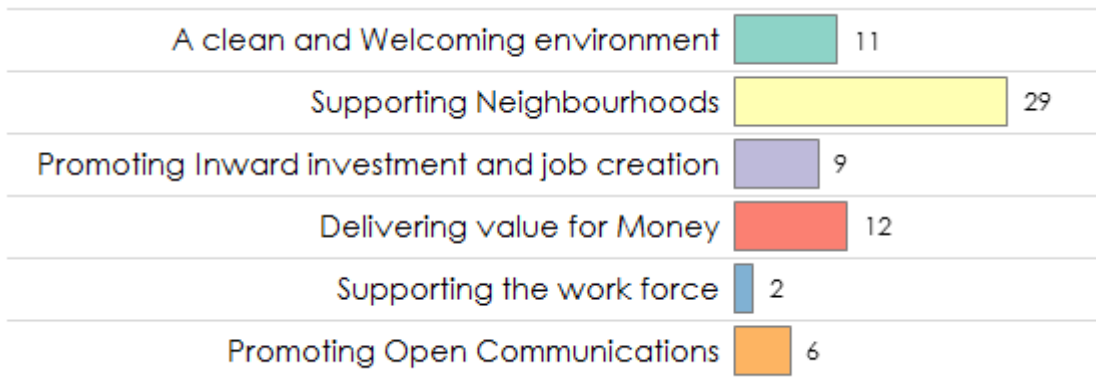 A clean and Welcoming environment 11
Supporting Neighbourhoods 29
Promoting Inward investment and job creation 9
Delivering value for Money 12
Supporting the work force 2
Promoting Open Communications 6